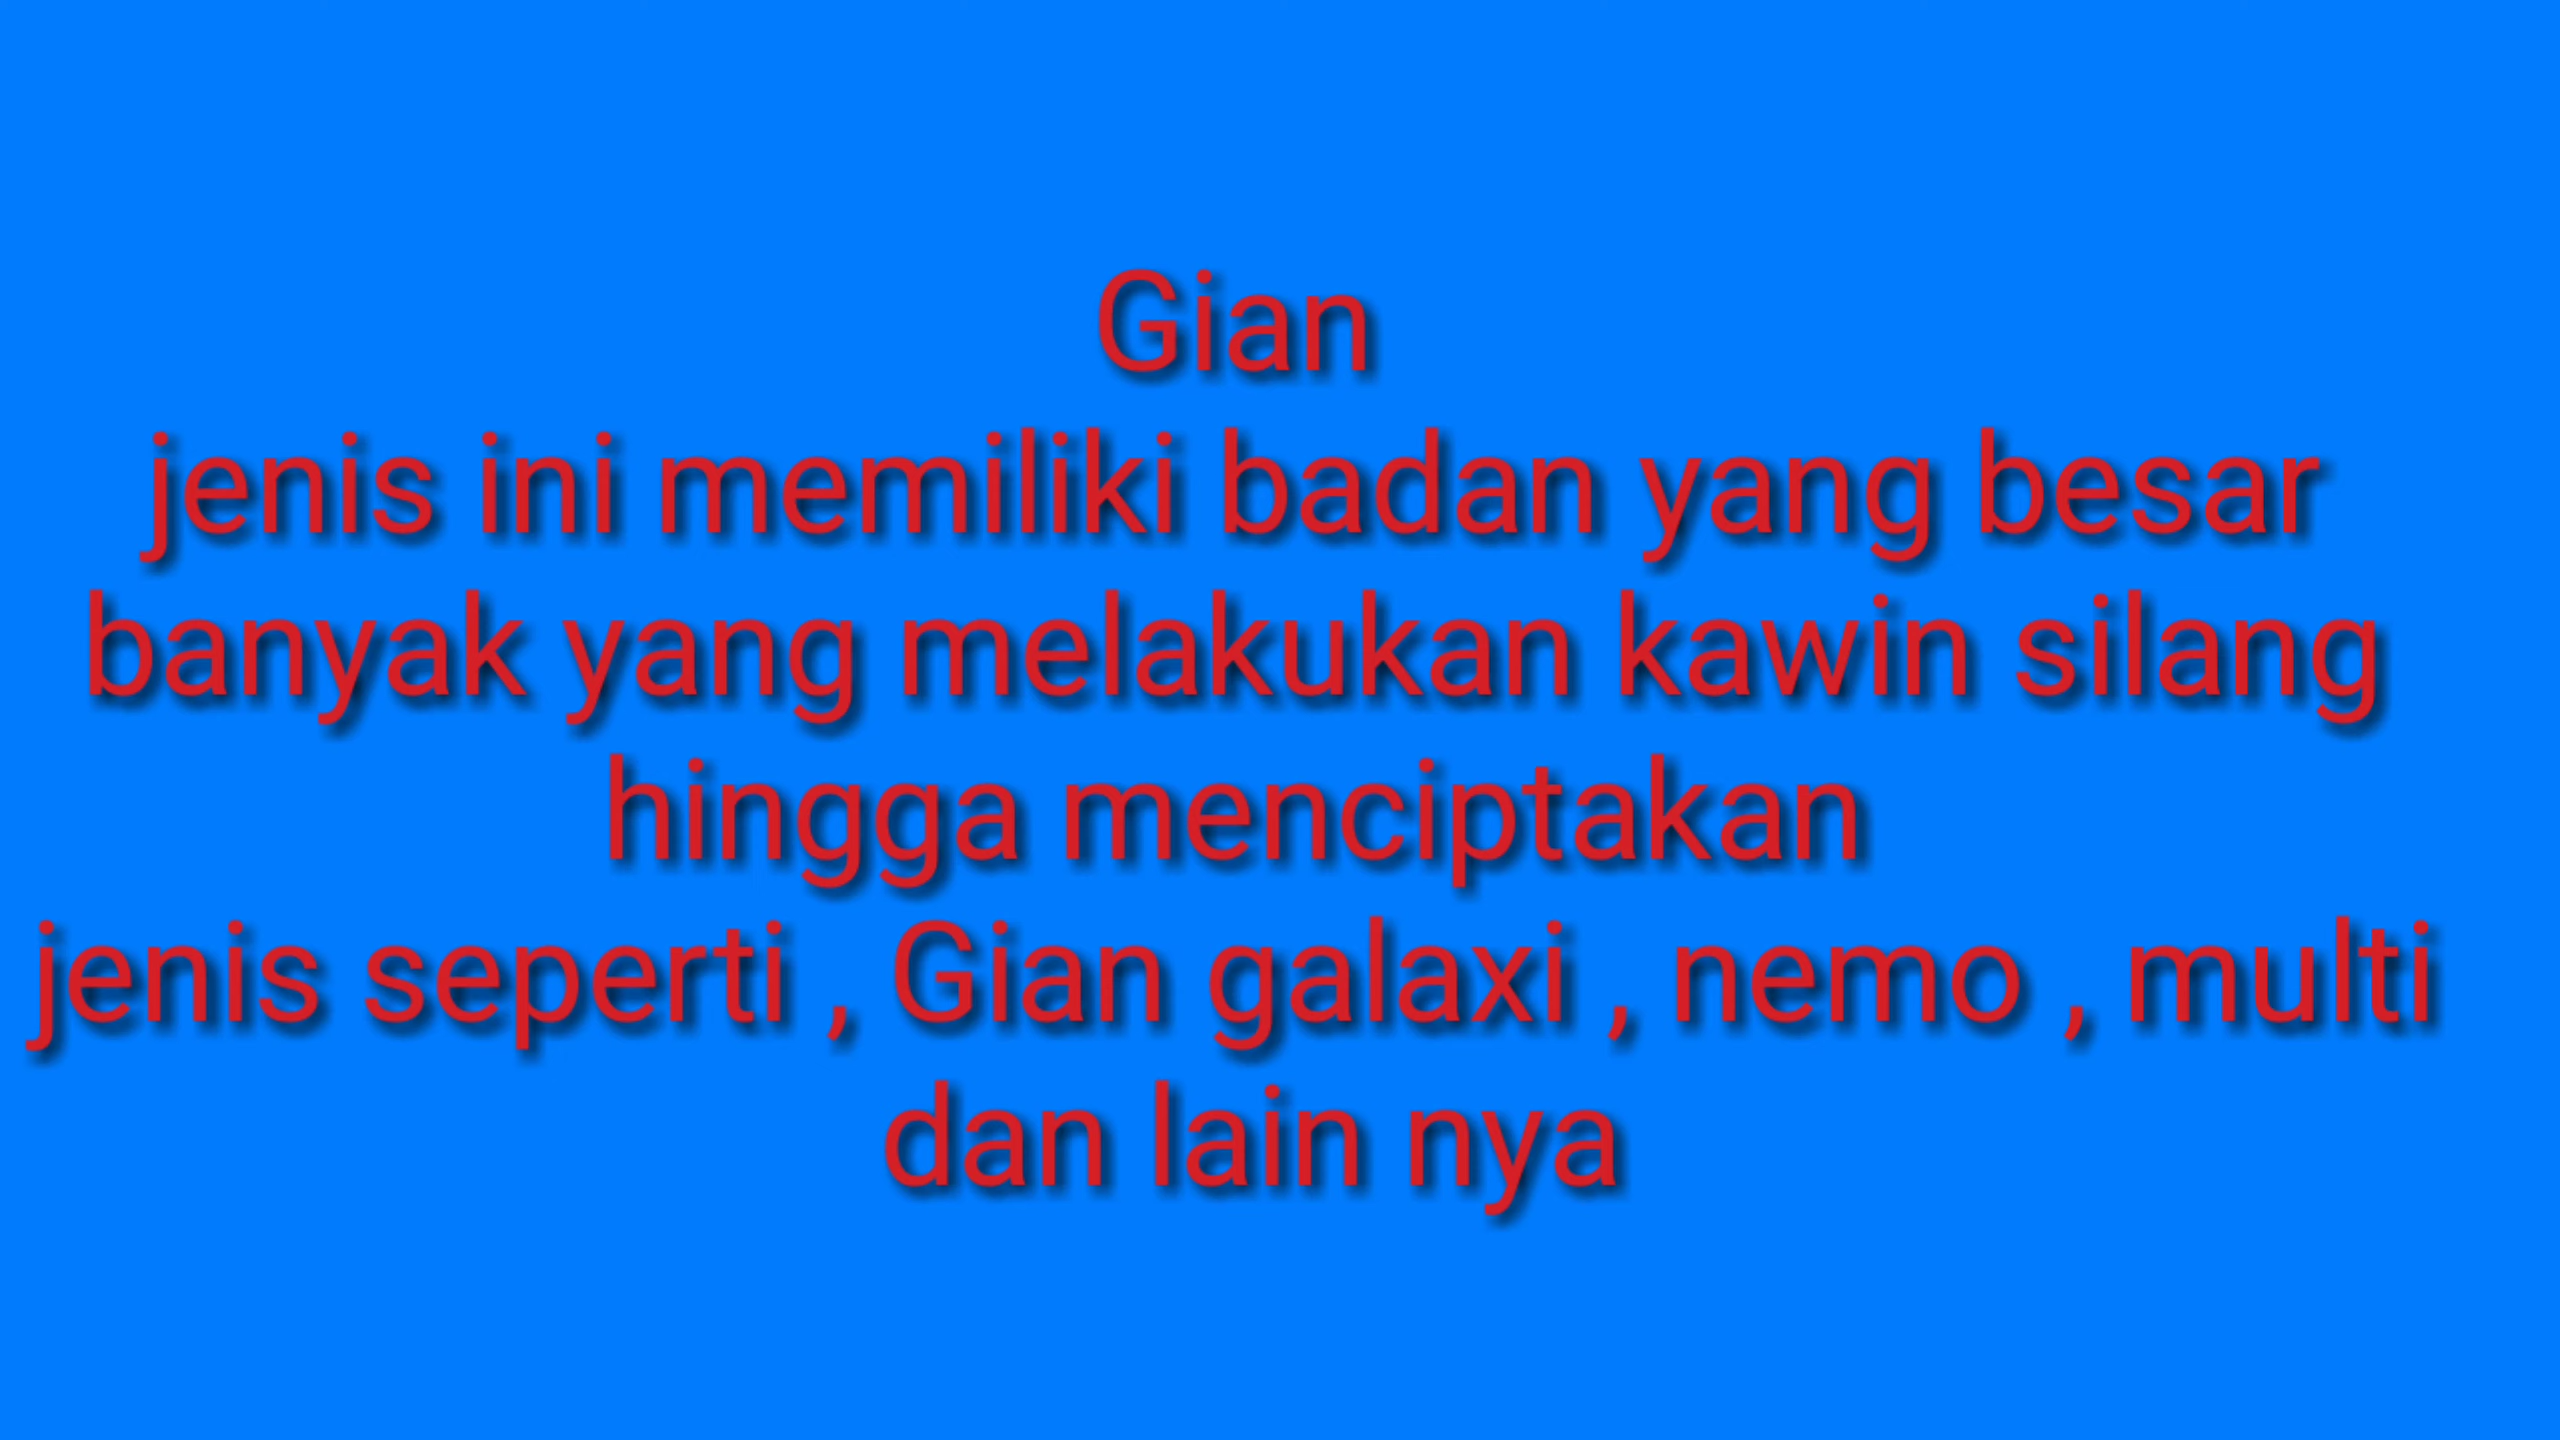 Gian
jenis ini memiliki badan yang besar
banyak yang melakukan kawin silang
hingga menciptakan
jenis seperti , Gian galaxi , nemo , multi
dan lain nya